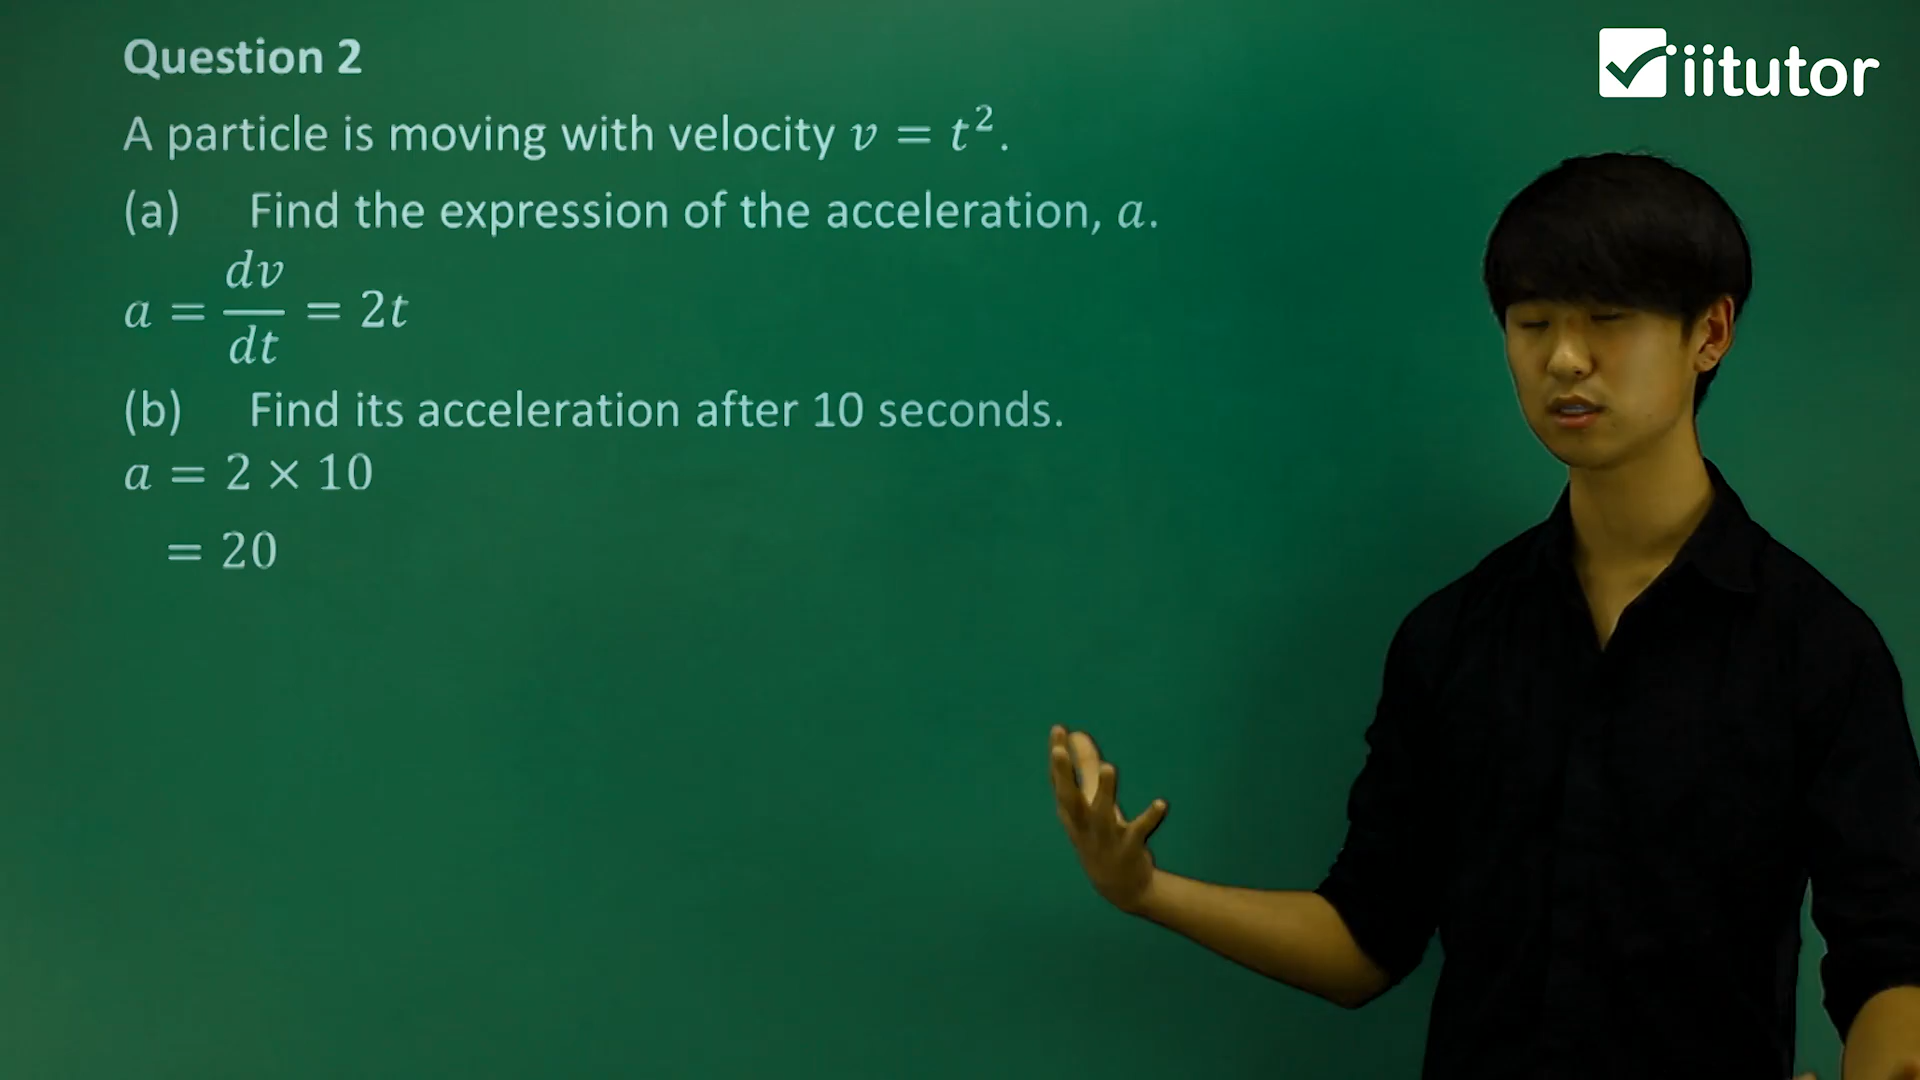 Question 2
iitutor
A particle is moving with velocity v = t².
(a) Find the expression of the acceleration, a.
a = dv/dt = 2t
(b) Find its acceleration after 10 seconds.
a = 2 × 10
= 20